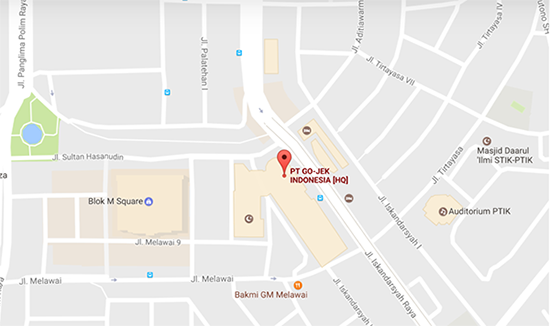 Jl. Panglima Polim Raya
Jl. Palatehan I
Jl. Adityawarman
Jl. Tirtayasa IV
Jl. Tirtayasa VII
Masjid Daarul
'Ilmi STIK-PTIK
Jl. Tirtayasa
Jl. Sultan Hasanudin
PT GO-JEK
INDONESIA [HQ]
Blok M Square
Auditorium PTIK
Jl. Iskandarsyah I
Jl. Melawai 9
Jl. Iskandarsyah Raya
Jl. Melawai
Jl. Melawai
Bakmi GM Melawai